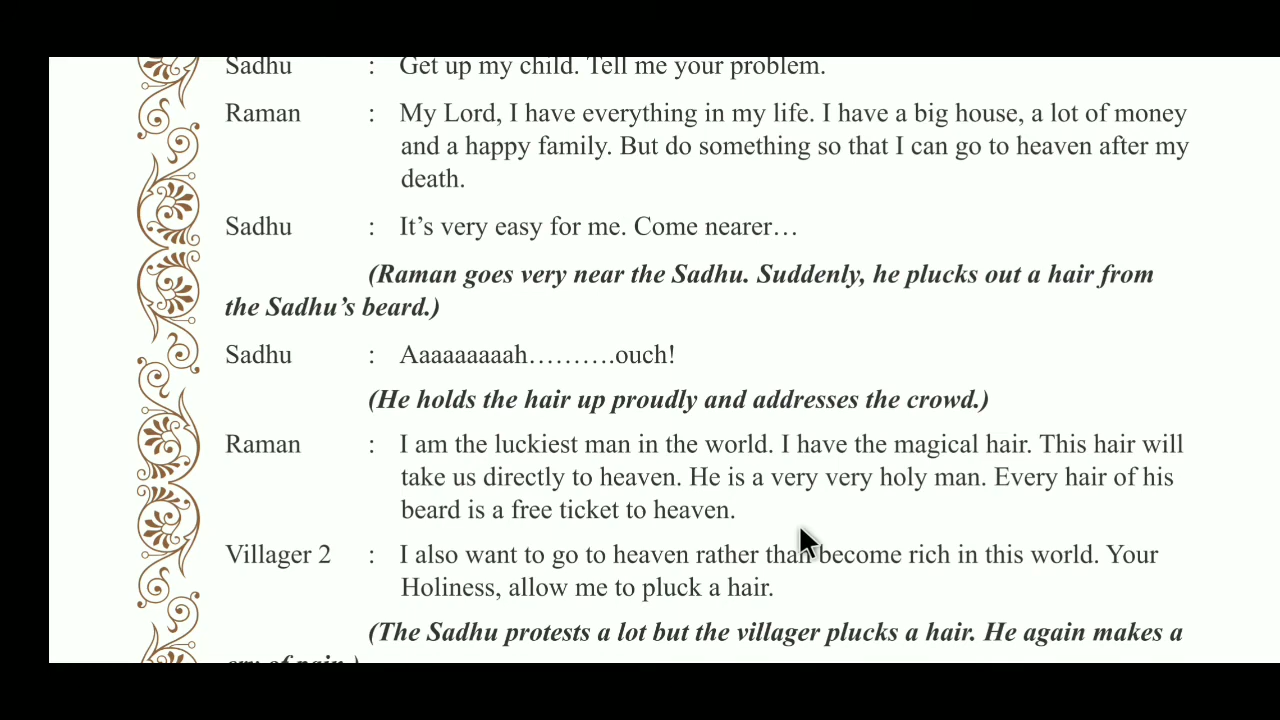 Sadhu : Get up my child. Tell me your problem.
Raman : My Lord, I have everything in my life. I have a big house, a lot of money
and a happy family. But do something so that I can go to heaven after my
death.
Sadhu : It’s very easy for me. Come nearer…
(Raman goes very near the Sadhu. Suddenly, he plucks out a hair from
the Sadhu’s beard.)
Sadhu : Aaaaaaaaah……….ouch!
(He holds the hair up proudly and addresses the crowd.)
Raman : I am the luckiest man in the world. I have the magical hair. This hair will
take us directly to heaven. He is a very very holy man. Every hair of his
beard is a free ticket to heaven.
Villager 2 : I also want to go to heaven rather than become rich in this world. Your
Holiness, allow me to pluck a hair.
(The Sadhu protests a lot but the villager plucks a hair. He again makes a
cry of pain.)